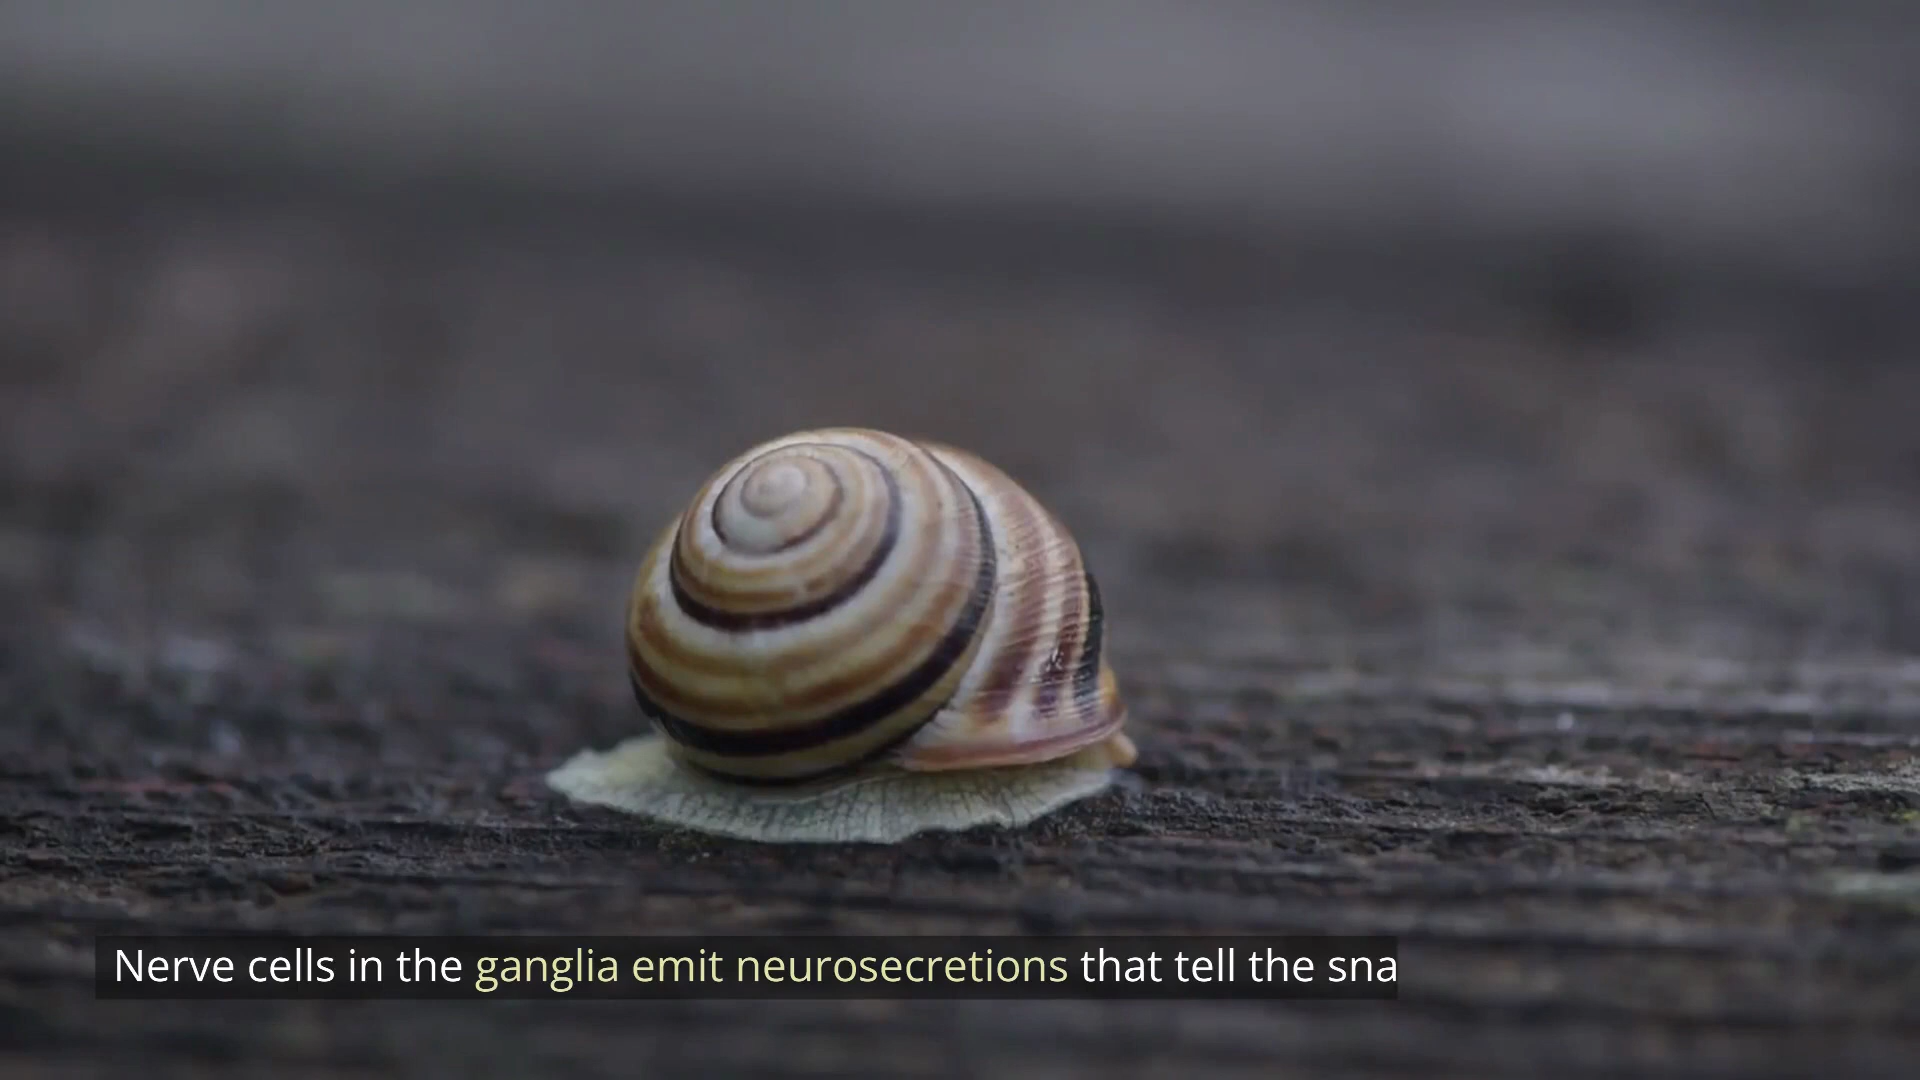 Nerve cells in the ganglia emit neurosecretions that tell the sna